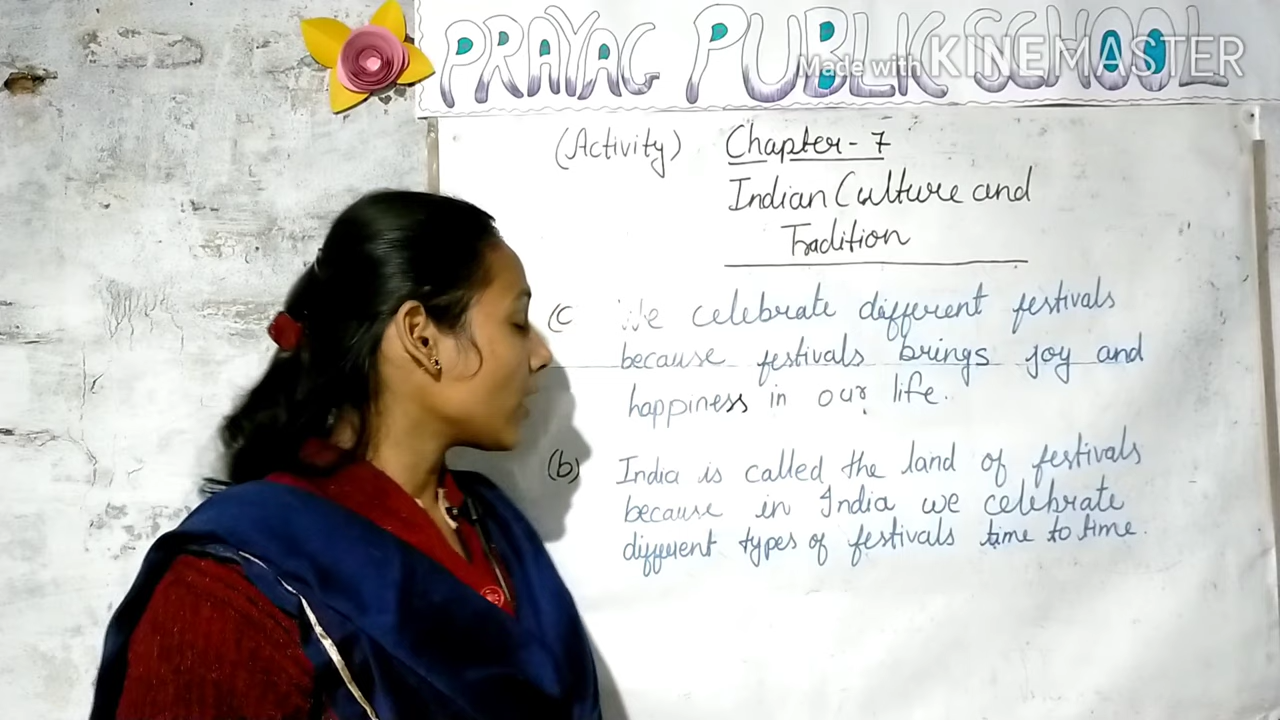 PRAYAG PUBLIC SCHOOL
Made with KINEMASTER
(Activity) Chapter-7
Indian Culture and
Tradition
We celebrate different festivals
because festivals brings joy and
happiness in our life.
(b) India is called the land of festivals
because in India we celebrate
different types of festivals time to time.